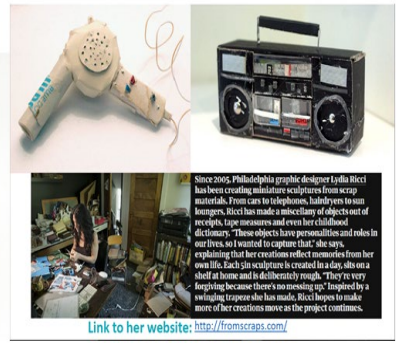 Since 2005, Philadelphia graphic designer Lydia Ricci
has been creating miniature sculptures from scrap
materials. From cars to telephones, hairdryers to sun
loungers, Ricci has made a miscellany of objects out of
receipts, tape measures and even her childhood
dictionary. "These objects have personalities and roles in
our lives, so I wanted to capture that," she says,
explaining that her creations reflect memories from her
own life. Each 5in sculpture is created in a day, sits on a
shelf at home and is deliberately rough. "They're very
forgiving because there's no messing up." Inspired by a
swinging trapeze she has made, Ricci hopes to make
more of her creations move as the project continues.
Link to her website: http://fromscraps.com/